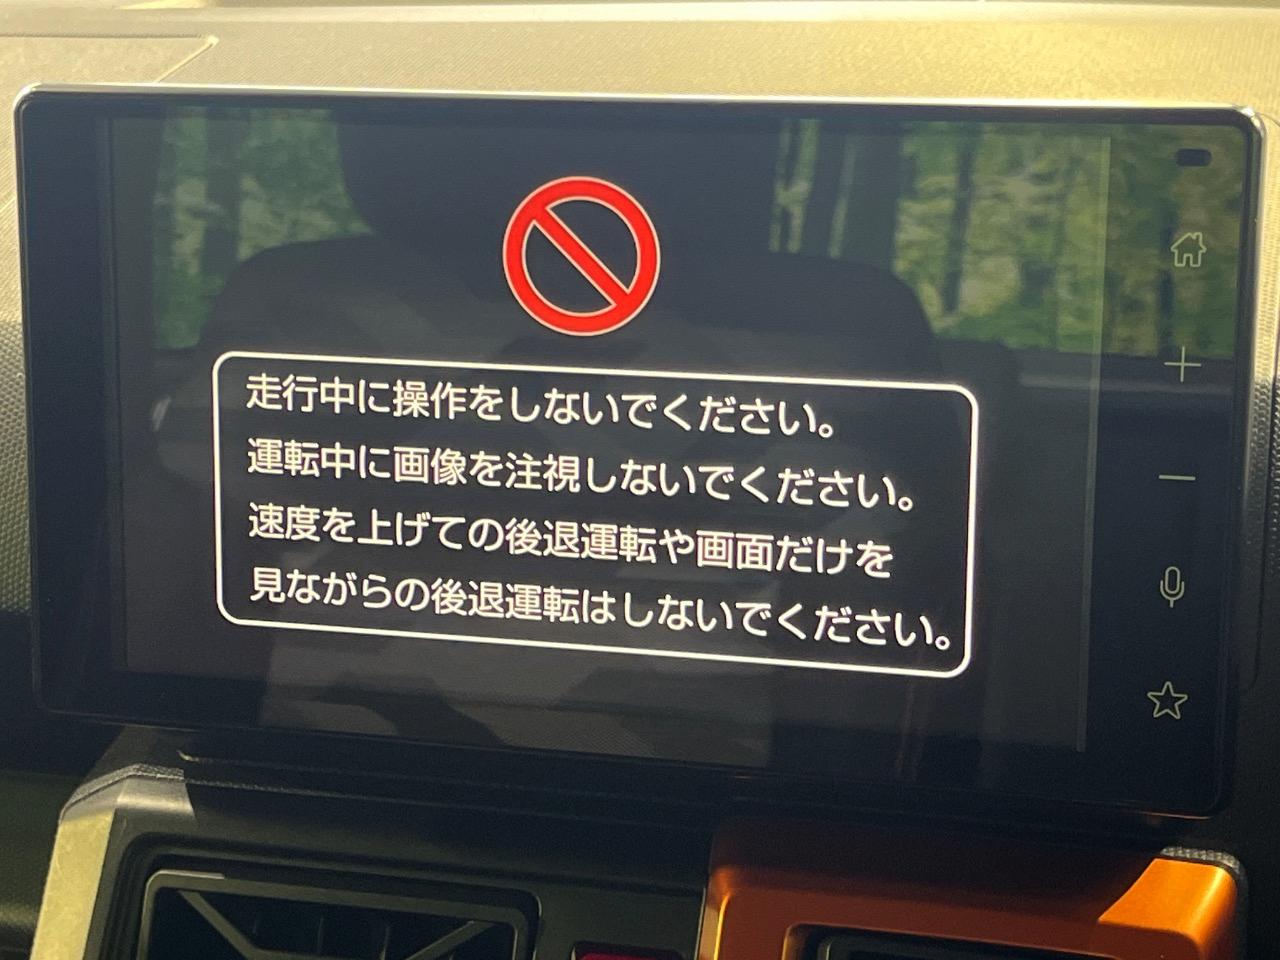 走行中に操作をしないでください。
運転中に画像を注視しないでください。
速度を上げての後退運転や画面だけを
見ながらの後退運転はしないでください。